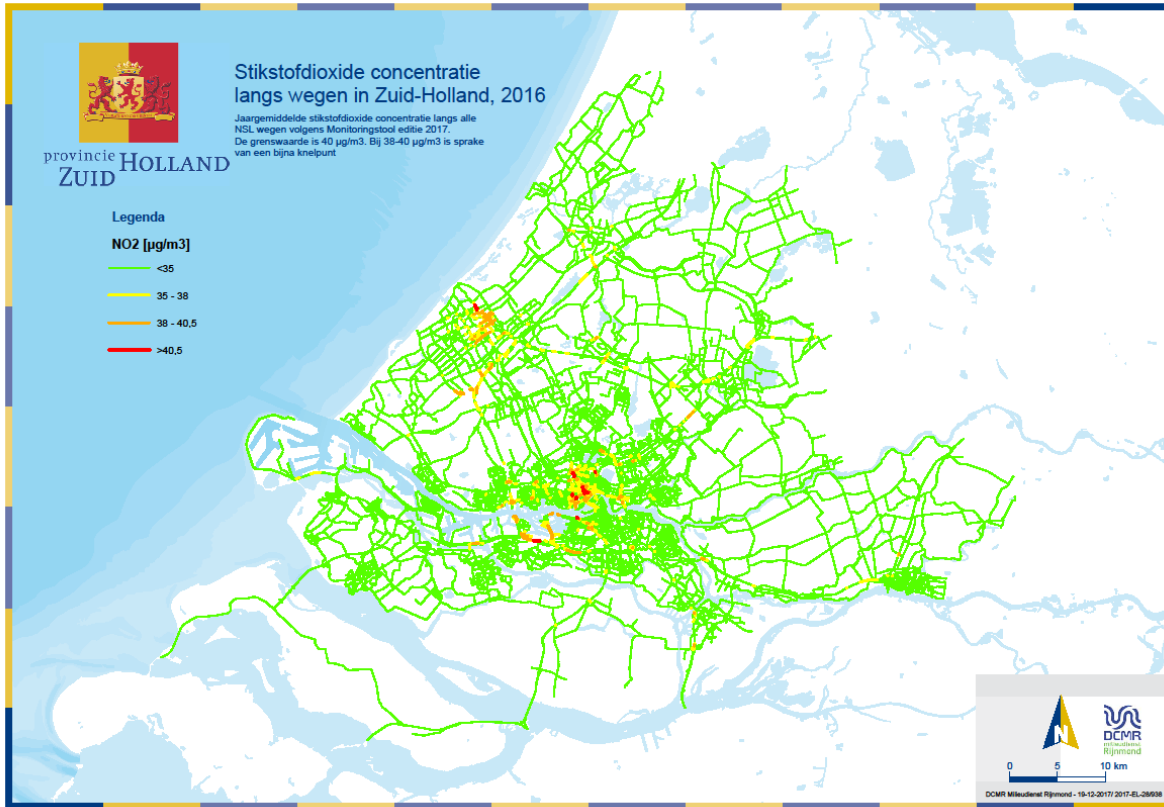 provincie HOLLAND
ZUID
Stikstofdioxide concentratie
langs wegen in Zuid-Holland, 2016
Jaargemiddelde stikstofdioxide concentratie langs alle
NSL wegen volgens Monitoringstool editie 2017.
De grenswaarde is 40 µg/m3. Bij 38-40 µg/m3 is sprake
van een bijna knelpunt
Legenda
NO2 [µg/m3]
<35
35 - 38
38 - 40,5
>40,5
N
DCMR
milieudienst
Rijnmond
0 5 10 km
DCMR Milieudienst Rijnmond - 19-12-2017/ 2017-EL-28/938